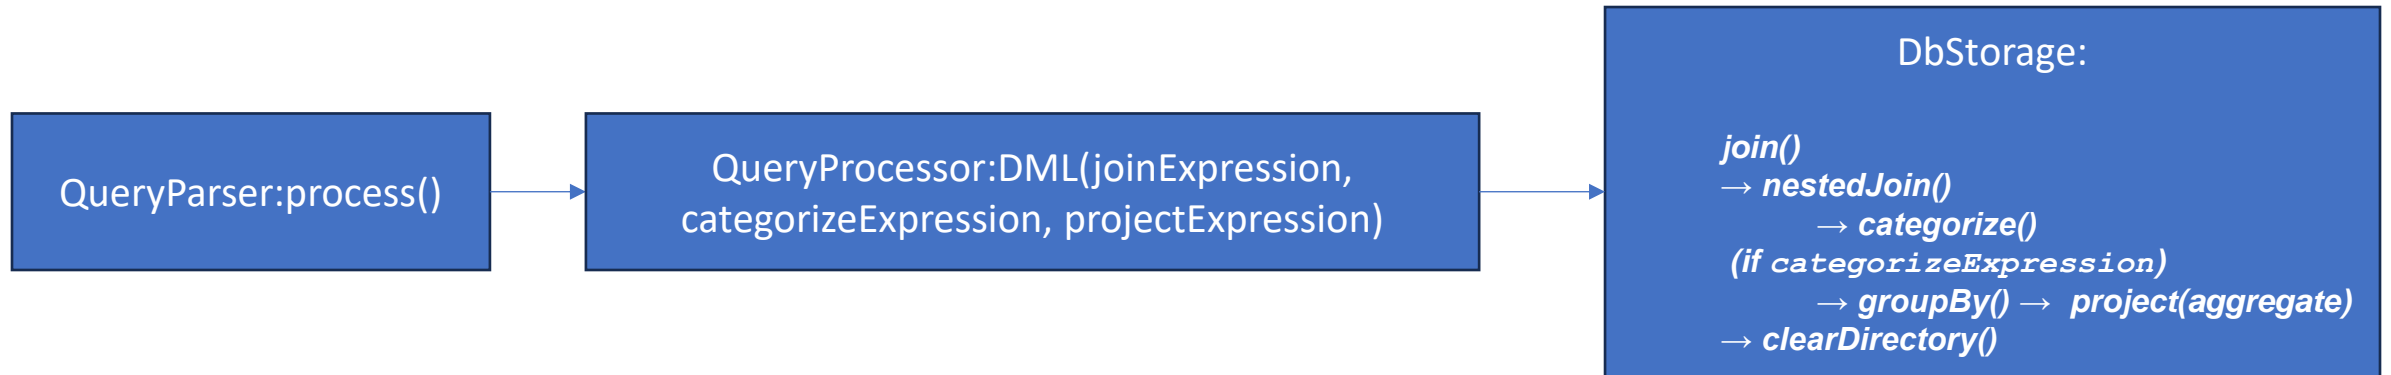 QueryParser:process()
QueryProcessor:DML(joinExpression,
categorizeExpression, projectExpression)
DbStorage:
join()
→ nestedJoin()
→ categorize()
(if categorizeExpression)
→ groupBy() → project(aggregate)
→ clearDirectory()